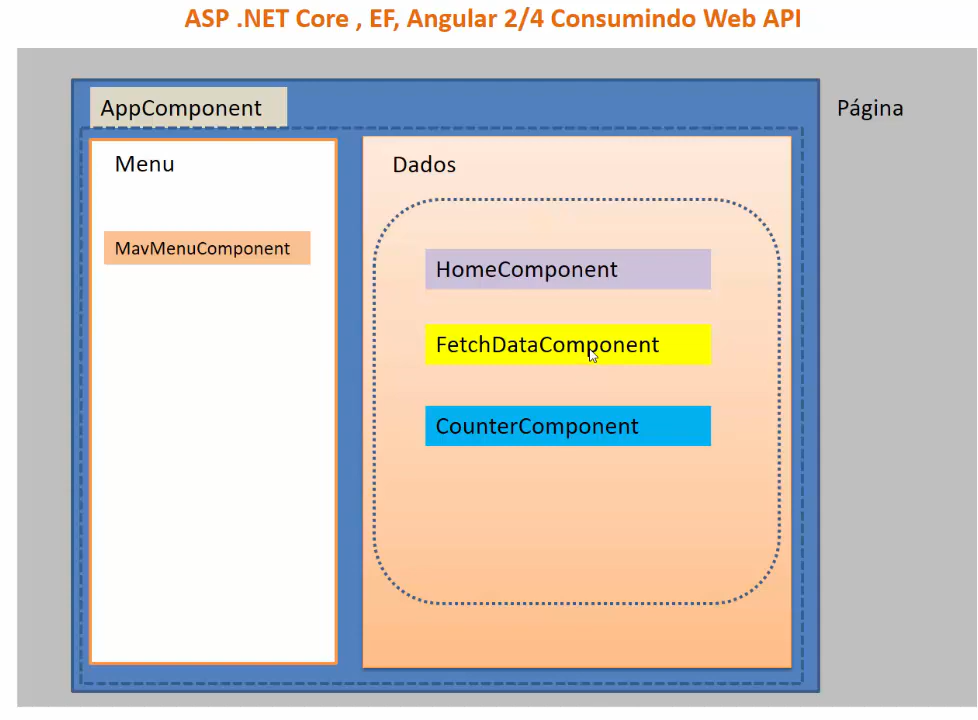 ASP .NET Core , EF, Angular 2/4 Consumindo Web API
AppComponent
Página
Menu
Dados
MavMenuComponent
HomeComponent
FetchDataComponent
CounterComponent